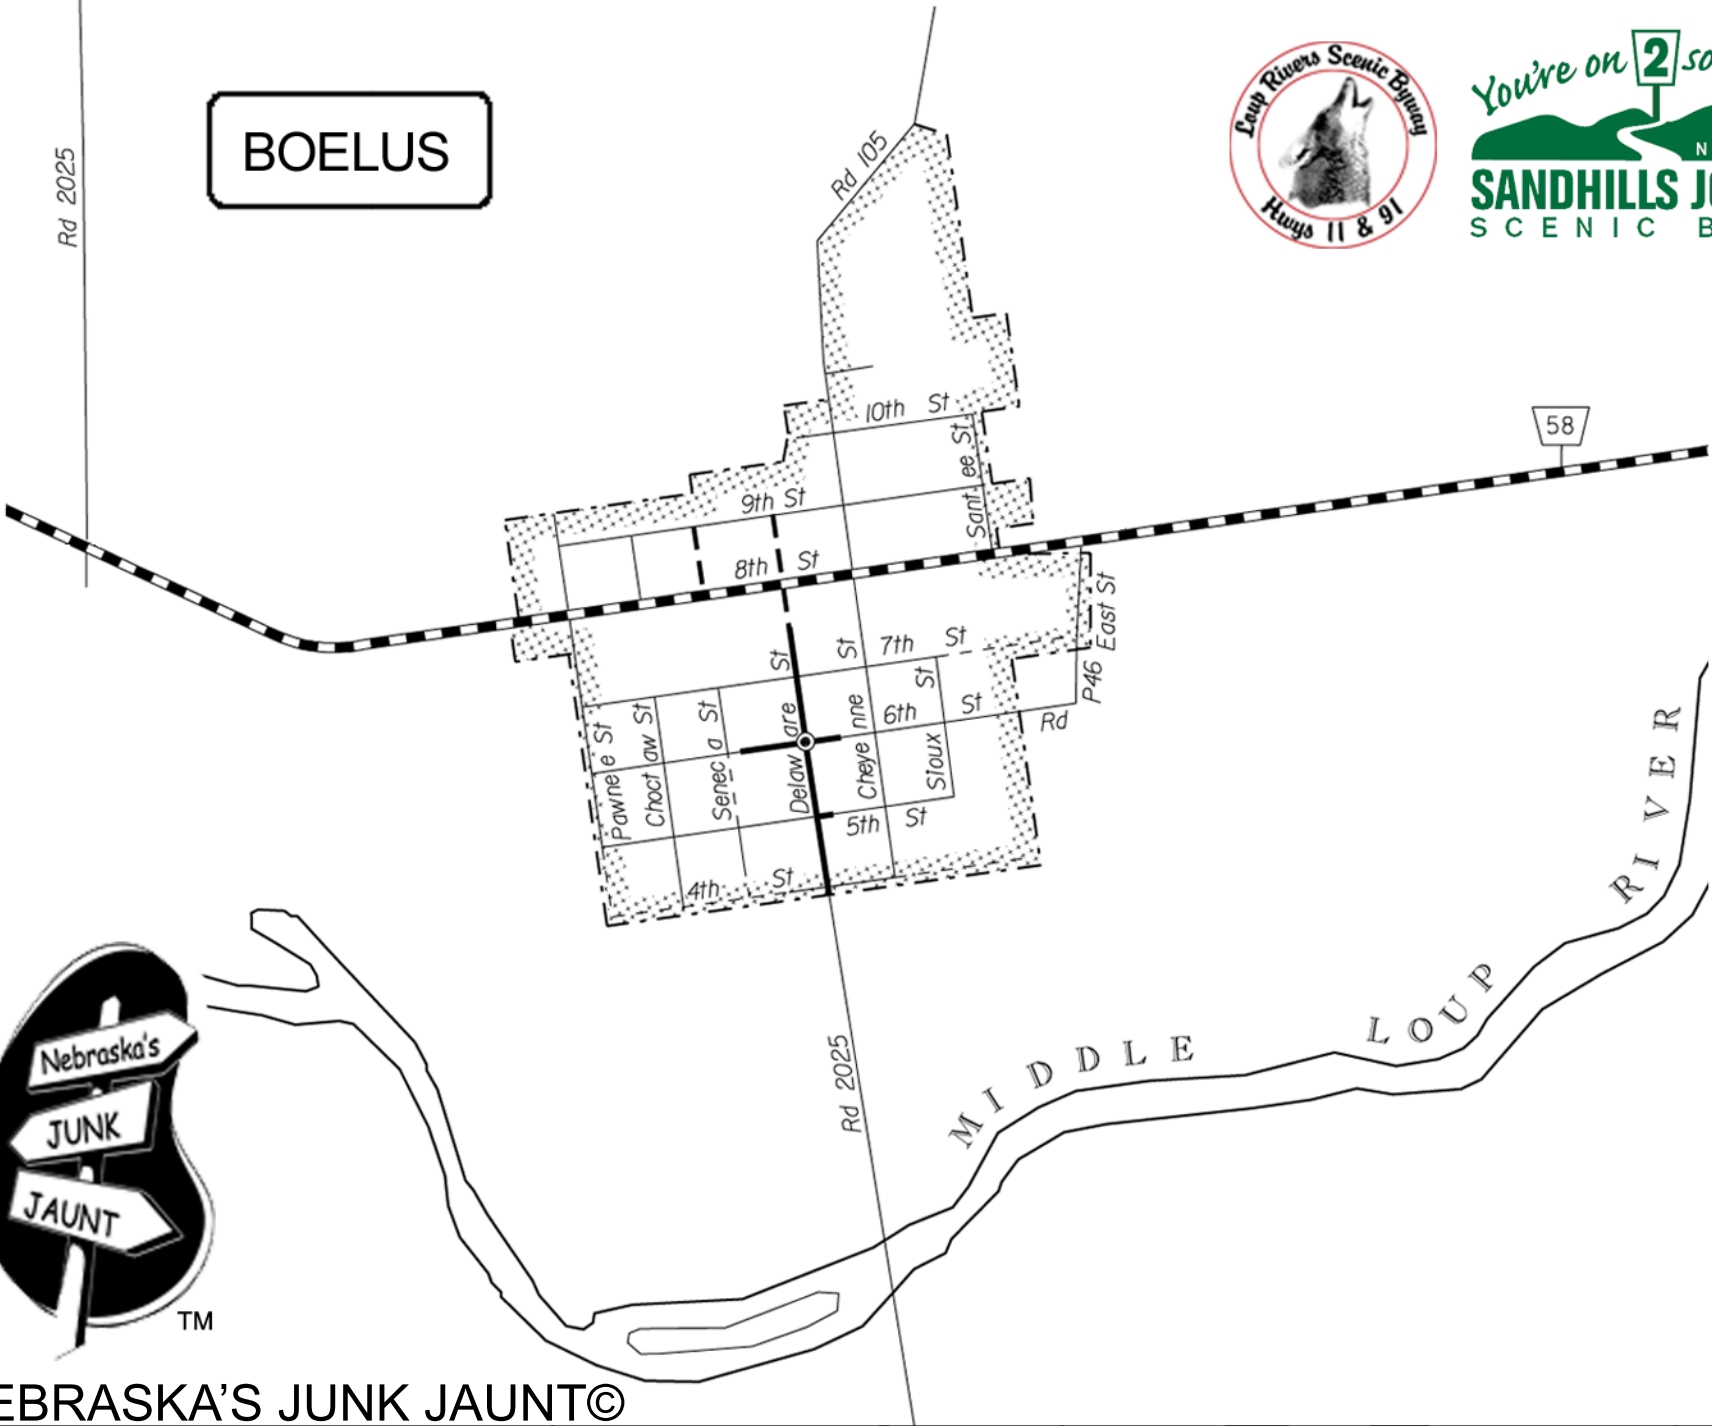 BOELUS
Rd 2025
Rd 105
Loup Rivers Scenic Byway
Hwys 11 & 91
You're on 2 so
N
SANDHILLS JO
SCENIC B
10th St
Santee St
58
9th St
8th St
East St
7th St
St
St
P46
6th St
Rd
Pawnee St
Choctaw St
Seneca St
Delaware
Cheyenne
Sioux St
5th St
4th St
RIVER
LOUP
MIDDLE
Rd 2025
Nebraska's
JUNK
JAUNT
TM
EBRASKA'S JUNK JAUNT©